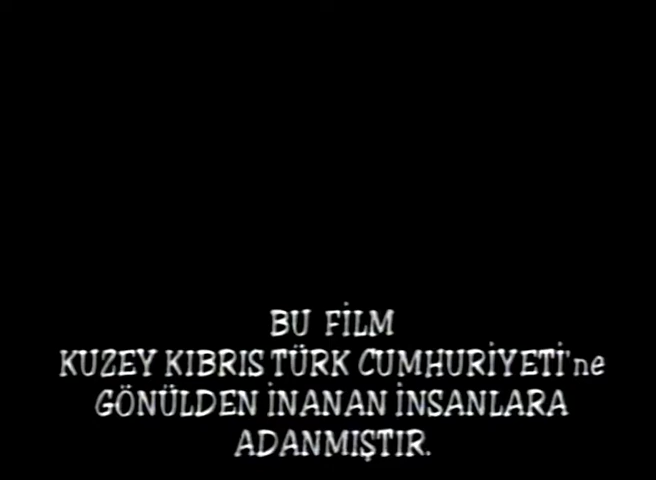 BU FİLM
KUZEY KIBRIS TÜRK CUMHURİYETİ'ne
GÖNÜLDEN İNANAN İNSANLARA
ADANMIŞTIR.